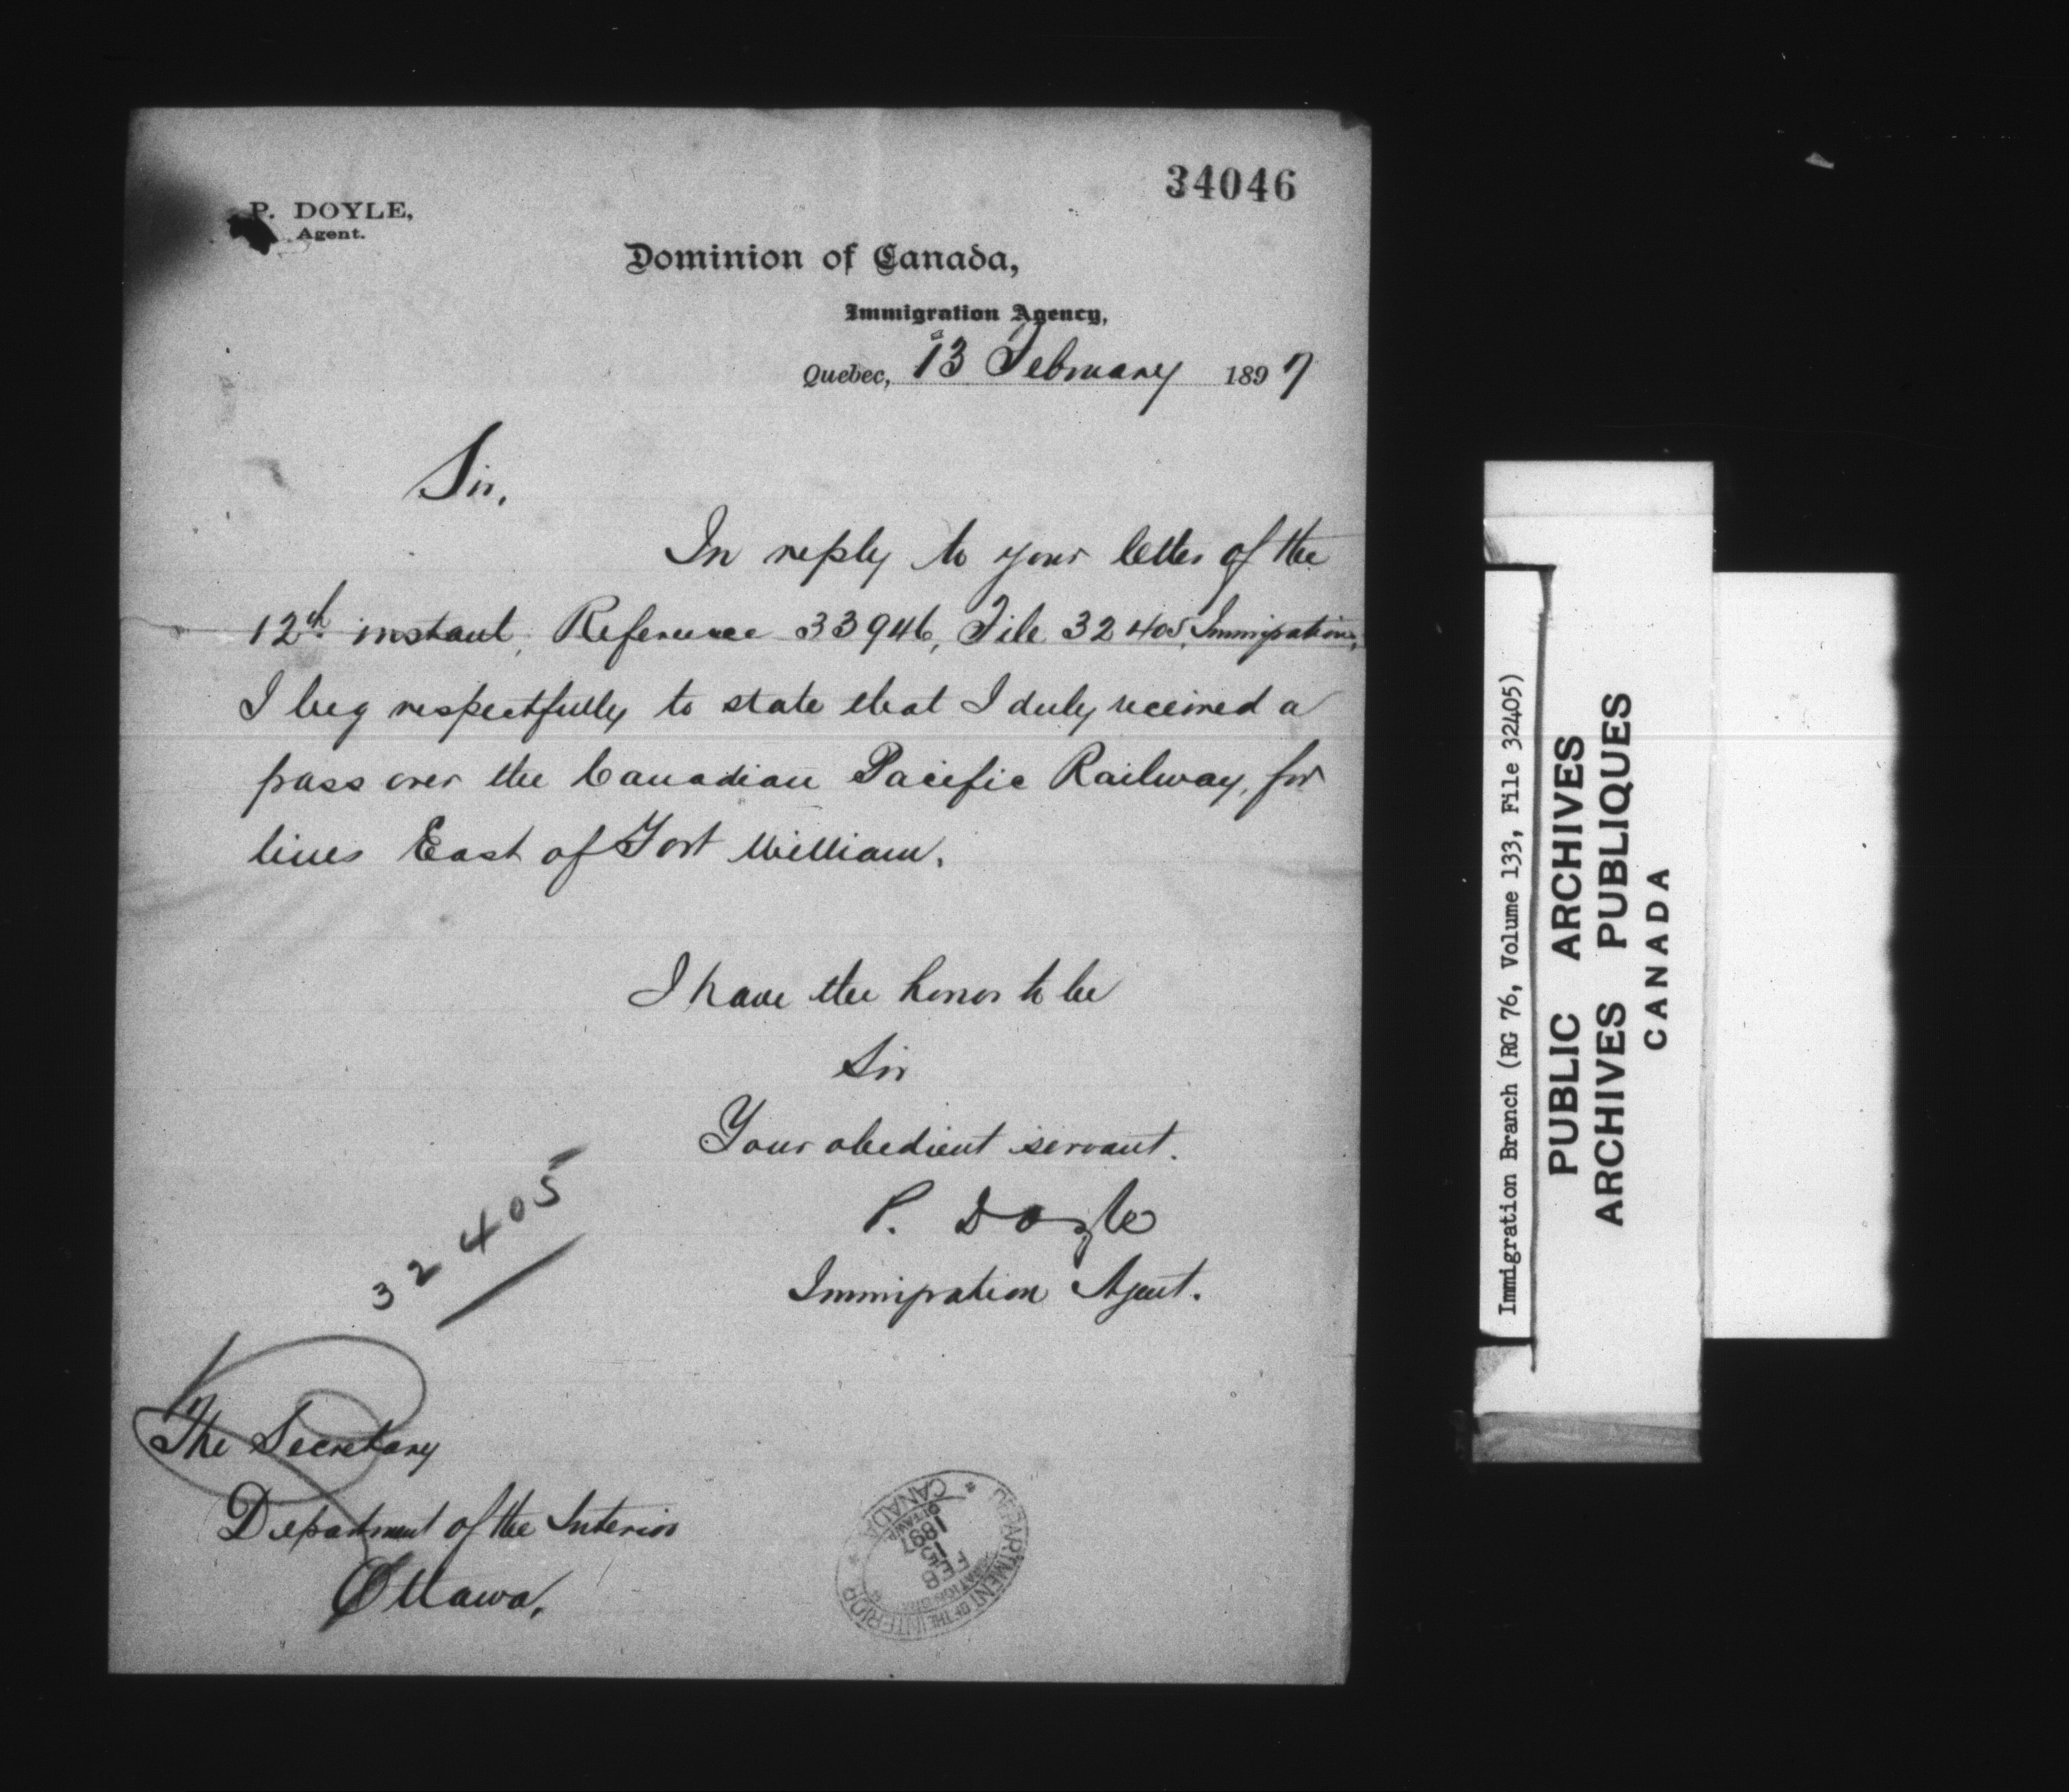 34046
P. DOYLE,
Agent.
Dominion of Canada,
Immigration Agency,
Quebec, 13 February 1897
Sir,
In reply to your letter of the
12th instant, Reference 33946, File 32405, Immigration,
I beg respectfully to state that I duly received a
pass over the Canadian Pacific Railway, for
lines East of Fort William.
I have the honor to be
Sir
Your obedient servant.
P. Doyle
Immigration Agent.
32405
The Secretary
Department of the Interior
Ottawa,
DEPARTMENT OF THE INTERIOR
FEB
15
1897
OTTAWA
* CANADA *
Immigration Branch (RG 76, Volume 133, File 32405)
PUBLIC ARCHIVES
ARCHIVES PUBLIQUES
CANADA